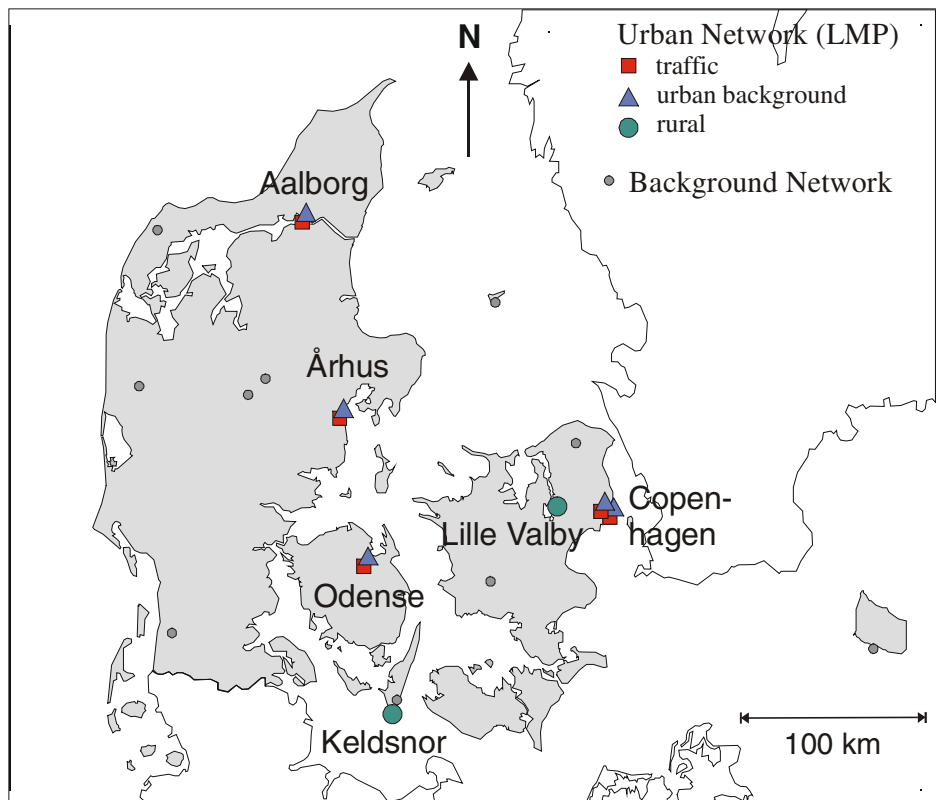 N
Urban Network (LMP)
traffic
urban background
rural
Background Network
Aalborg
Århus
Copen-
hagen
Lille Valby
Odense
Keldsnor
100 km